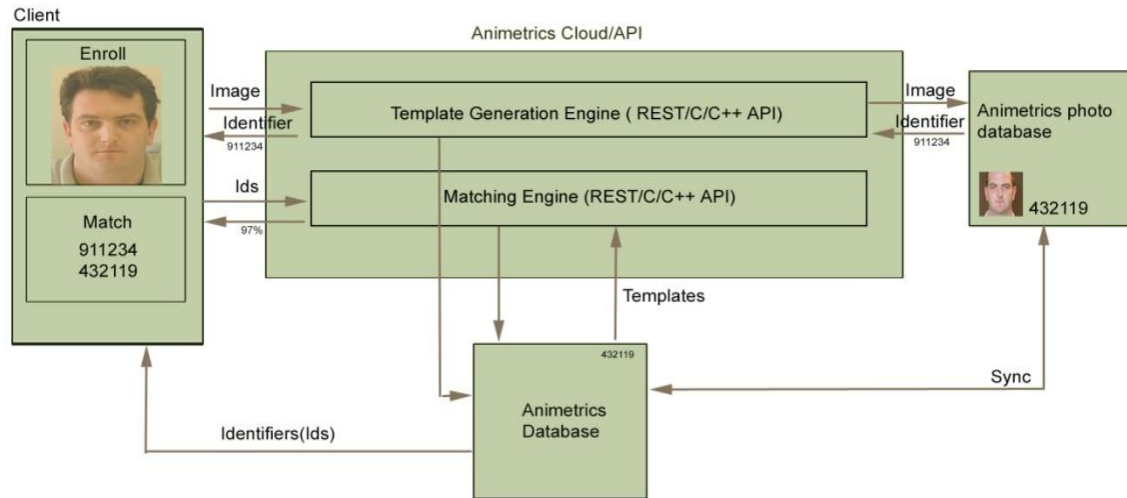 Client
Enroll
Match
911234
432119
Animetrics Cloud/API
Image
Identifier
911234
Ids
97%
Template Generation Engine ( REST/C/C++ API)
Matching Engine (REST/C/C++ API)
Image
Identifier
911234
Animetrics photo
database
432119
Templates
432119
Animetrics
Database
Sync
Identifiers(Ids)